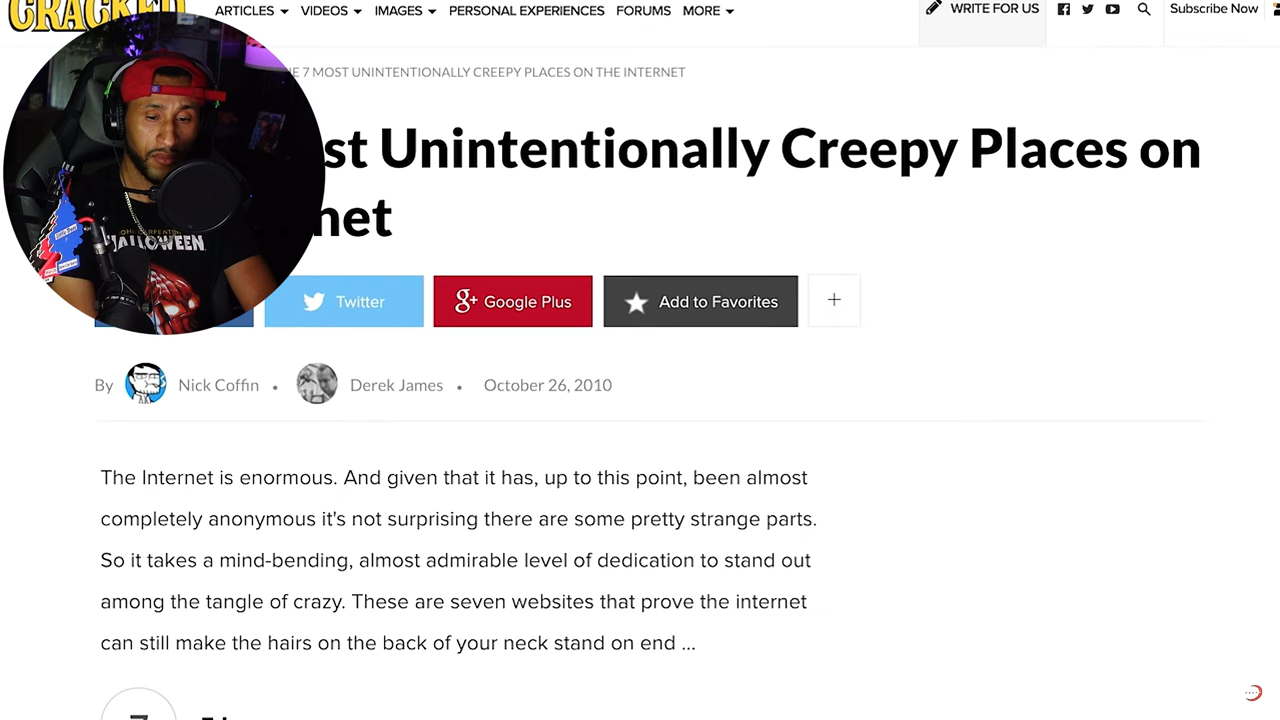 CRACKED
ARTICLES VIDEOS IMAGES PERSONAL EXPERIENCES FORUMS MORE WRITE FOR US Subscribe Now
7 MOST UNINTENTIONALLY CREEPY PLACES ON THE INTERNET
Unintentionally Creepy Places on
Twitter g+ Google Plus Add to Favorites +
HALLOWEEN
By Nick Coffin • Derek James • October 26, 2010
The Internet is enormous. And given that it has, up to this point, been almost
completely anonymous it's not surprising there are some pretty strange parts.
So it takes a mind-bending, almost admirable level of dedication to stand out
among the tangle of crazy. These are seven websites that prove the internet
can still make the hairs on the back of your neck stand on end ...